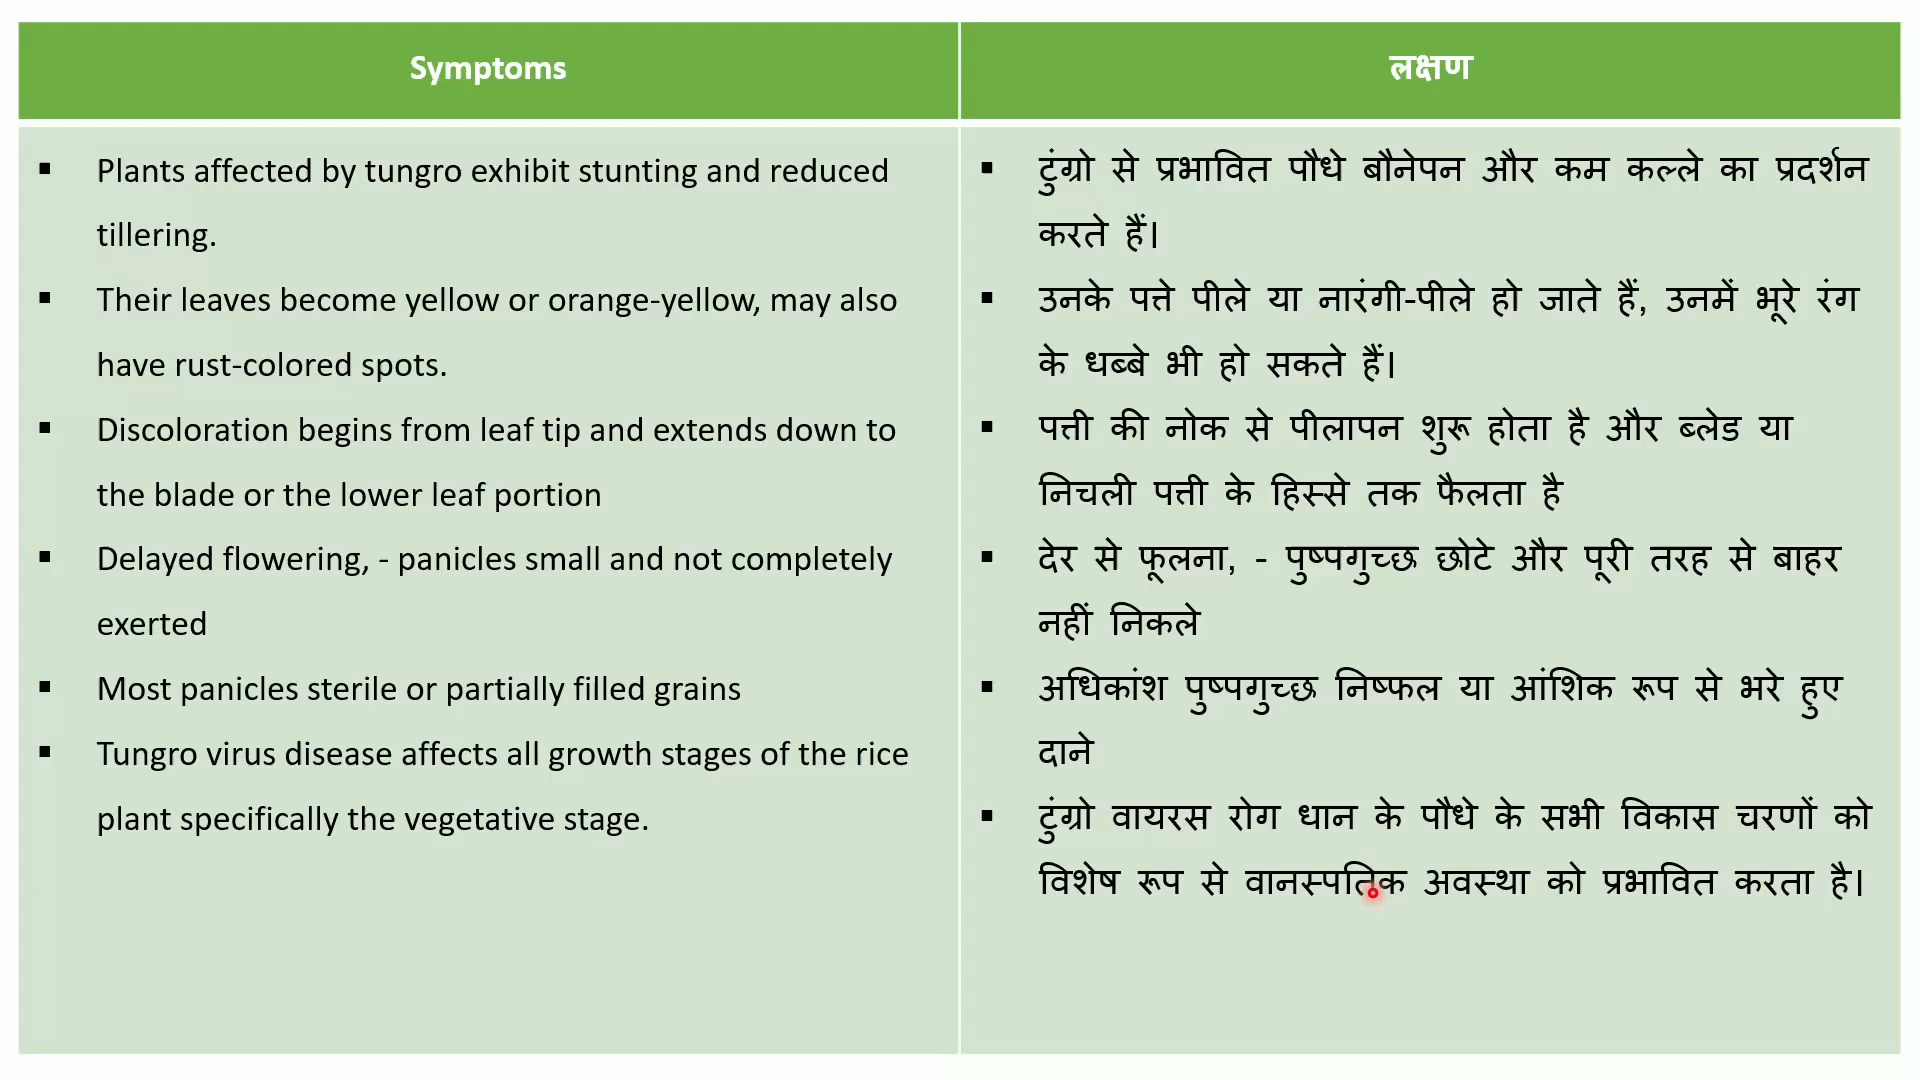 Symptoms
▪ Plants affected by tungro exhibit stunting and reduced
tillering.
▪ Their leaves become yellow or orange-yellow, may also
have rust-colored spots.
▪ Discoloration begins from leaf tip and extends down to
the blade or the lower leaf portion
▪ Delayed flowering, - panicles small and not completely
exerted
▪ Most panicles sterile or partially filled grains
▪ Tungro virus disease affects all growth stages of the rice
plant specifically the vegetative stage.
लक्षण
▪ टुंग्रो से प्रभावित पौधे बौनेपन और कम कल्ले का प्रदर्शन
करते हैं।
▪ उनके पत्ते पीले या नारंगी-पीले हो जाते हैं, उनमें भूरे रंग
के धब्बे भी हो सकते हैं।
▪ पत्ती की नोक से पीलापन शुरू होता है और ब्लेड या
निचली पत्ती के हिस्से तक फैलता है
▪ देर से फूलना, - पुष्पगुच्छ छोटे और पूरी तरह से बाहर
नहीं निकले
▪ अधिकांश पुष्पगुच्छ निष्फल या आंशिक रूप से भरे हुए
दाने
▪ टुंग्रो वायरस रोग धान के पौधे के सभी विकास चरणों को
विशेष रूप से वानस्पतिक अवस्था को प्रभावित करता है।